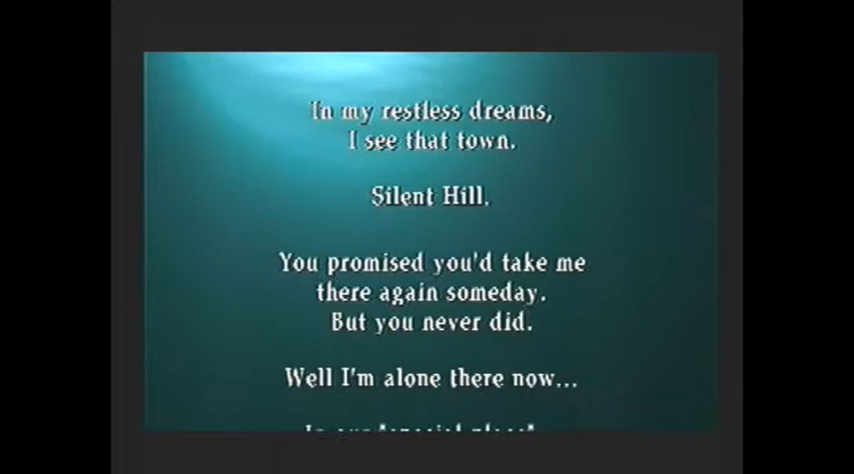 In my restless dreams,
I see that town.
Silent Hill.
You promised you'd take me
there again someday.
But you never did.
Well I'm alone there now...